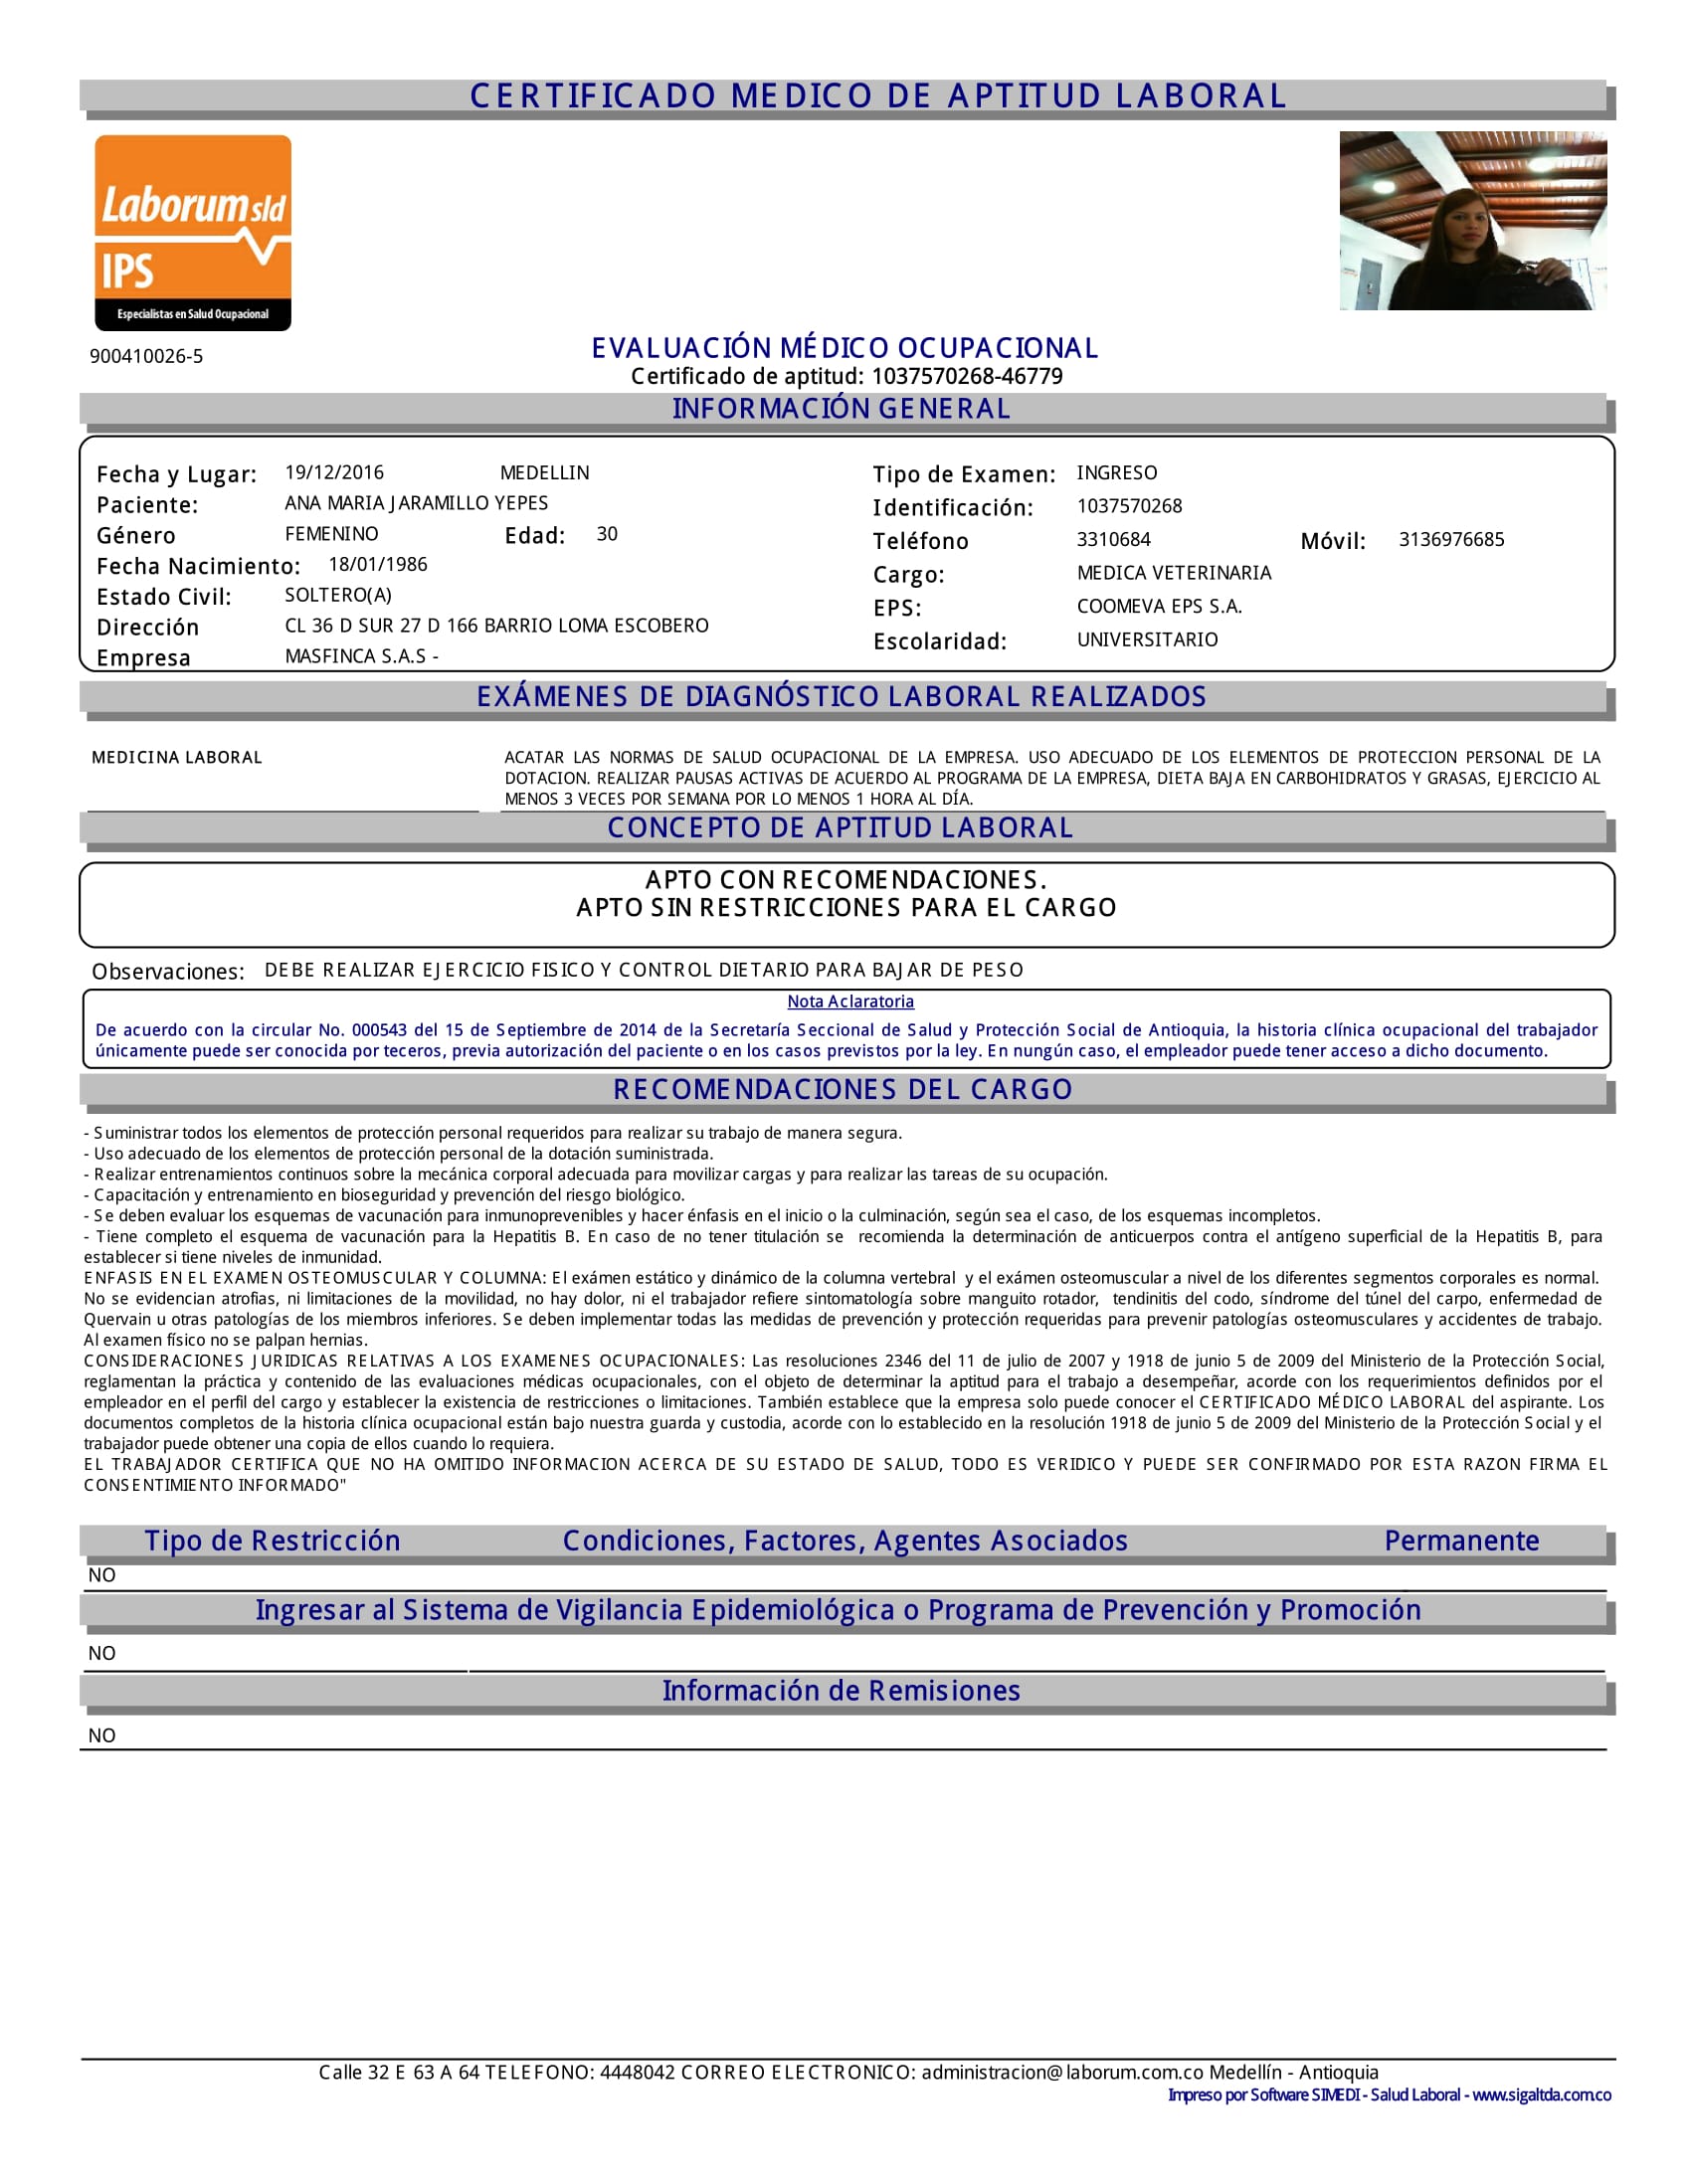 CERTIFICADO MEDICO DE APTITUD LABORAL
Laborum sld
IPS
Especialistas en Salud Ocupacional
900410026-5
EVALUACIÓN MÉDICO OCUPACIONAL
Certificado de aptitud: 1037570268-46779
INFORMACIÓN GENERAL
Fecha y Lugar: 19/12/2016 MEDELLIN
Paciente: ANA MARIA JARAMILLO YEPES
Género FEMENINO Edad: 30
Fecha Nacimiento: 18/01/1986
Estado Civil: SOLTERO(A)
Dirección CL 36 D SUR 27 D 166 BARRIO LOMA ESCOBERO
Empresa MASFINCA S.A.S -
Tipo de Examen: INGRESO
Identificación: 1037570268
Teléfono 3310684 Móvil: 3136976685
Cargo: MEDICA VETERINARIA
EPS: COOMEVA EPS S.A.
Escolaridad: UNIVERSITARIO
EXÁMENES DE DIAGNÓSTICO LABORAL REALIZADOS
MEDICINA LABORAL
ACATAR LAS NORMAS DE SALUD OCUPACIONAL DE LA EMPRESA. USO ADECUADO DE LOS ELEMENTOS DE PROTECCION PERSONAL DE LA
DOTACION. REALIZAR PAUSAS ACTIVAS DE ACUERDO AL PROGRAMA DE LA EMPRESA, DIETA BAJA EN CARBOHIDRATOS Y GRASAS, EJERCICIO AL
MENOS 3 VECES POR SEMANA POR LO MENOS 1 HORA AL DÍA.
CONCEPTO DE APTITUD LABORAL
APTO CON RECOMENDACIONES.
APTO SIN RESTRICCIONES PARA EL CARGO
Observaciones: DEBE REALIZAR EJERCICIO FISICO Y CONTROL DIETARIO PARA BAJAR DE PESO
Nota Aclaratoria
De acuerdo con la circular No. 000543 del 15 de Septiembre de 2014 de la Secretaría Seccional de Salud y Protección Social de Antioquia, la historia clínica ocupacional del trabajador
únicamente puede ser conocida por teceros, previa autorización del paciente o en los casos previstos por la ley. En nungún caso, el empleador puede tener acceso a dicho documento.
RECOMENDACIONES DEL CARGO
- Suministrar todos los elementos de protección personal requeridos para realizar su trabajo de manera segura.
- Uso adecuado de los elementos de protección personal de la dotación suministrada.
- Realizar entrenamientos continuos sobre la mecánica corporal adecuada para movilizar cargas y para realizar las tareas de su ocupación.
- Capacitación y entrenamiento en bioseguridad y prevención del riesgo biológico.
- Se deben evaluar los esquemas de vacunación para inmunoprevenibles y hacer énfasis en el inicio o la culminación, según sea el caso, de los esquemas incompletos.
- Tiene completo el esquema de vacunación para la Hepatitis B. En caso de no tener titulación se recomienda la determinación de anticuerpos contra el antígeno superficial de la Hepatitis B, para
establecer si tiene niveles de inmunidad.
ENFASIS EN EL EXAMEN OSTEOMUSCULAR Y COLUMNA: El exámen estático y dinámico de la columna vertebral y el exámen osteomuscular a nivel de los diferentes segmentos corporales es normal.
No se evidencian atrofias, ni limitaciones de la movilidad, no hay dolor, ni el trabajador refiere sintomatología sobre manguito rotador, tendinitis del codo, síndrome del túnel del carpo, enfermedad de
Quervain u otras patologías de los miembros inferiores. Se deben implementar todas las medidas de prevención y protección requeridas para prevenir patologías osteomusculares y accidentes de trabajo.
Al examen físico no se palpan hernias.
CONSIDERACIONES JURIDICAS RELATIVAS A LOS EXAMENES OCUPACIONALES: Las resoluciones 2346 del 11 de julio de 2007 y 1918 de junio 5 de 2009 del Ministerio de la Protección Social,
reglamentan la práctica y contenido de las evaluaciones médicas ocupacionales, con el objeto de determinar la aptitud para el trabajo a desempeñar, acorde con los requerimientos definidos por el
empleador en el perfil del cargo y establecer la existencia de restricciones o limitaciones. También establece que la empresa solo puede conocer el CERTIFICADO MÉDICO LABORAL del aspirante. Los
documentos completos de la historia clínica ocupacional están bajo nuestra guarda y custodia, acorde con lo establecido en la resolución 1918 de junio 5 de 2009 del Ministerio de la Protección Social y el
trabajador puede obtener una copia de ellos cuando lo requiera.
EL TRABAJADOR CERTIFICA QUE NO HA OMITIDO INFORMACION ACERCA DE SU ESTADO DE SALUD, TODO ES VERIDICO Y PUEDE SER CONFIRMADO POR ESTA RAZON FIRMA EL
CONSENTIMIENTO INFORMADO"
Tipo de Restricción Condiciones, Factores, Agentes Asociados Permanente
NO
Ingresar al Sistema de Vigilancia Epidemiológica o Programa de Prevención y Promoción
NO
Información de Remisiones
NO
Calle 32 E 63 A 64 TELEFONO: 4448042 CORREO ELECTRONICO: administracion@laborum.com.co Medellín - Antioquia
Impreso por Software SIMEDI - Salud Laboral - www.sigaltda.com.co